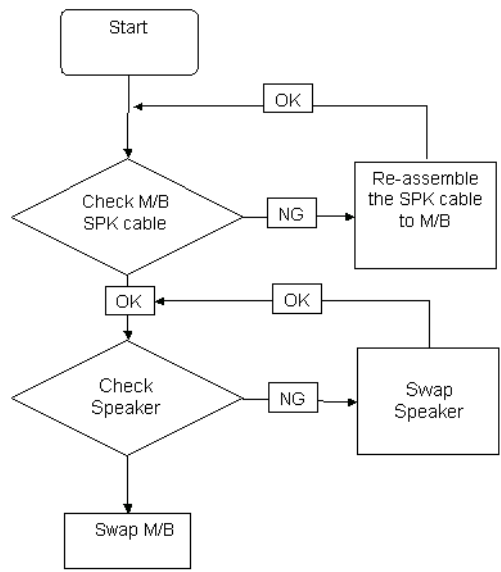 Start
OK
Check M/B
SPK cable
NG
Re-assemble
the SPK cable
to M/B
OK
OK
Check
Speaker
NG
Swap
Speaker
Swap M/B